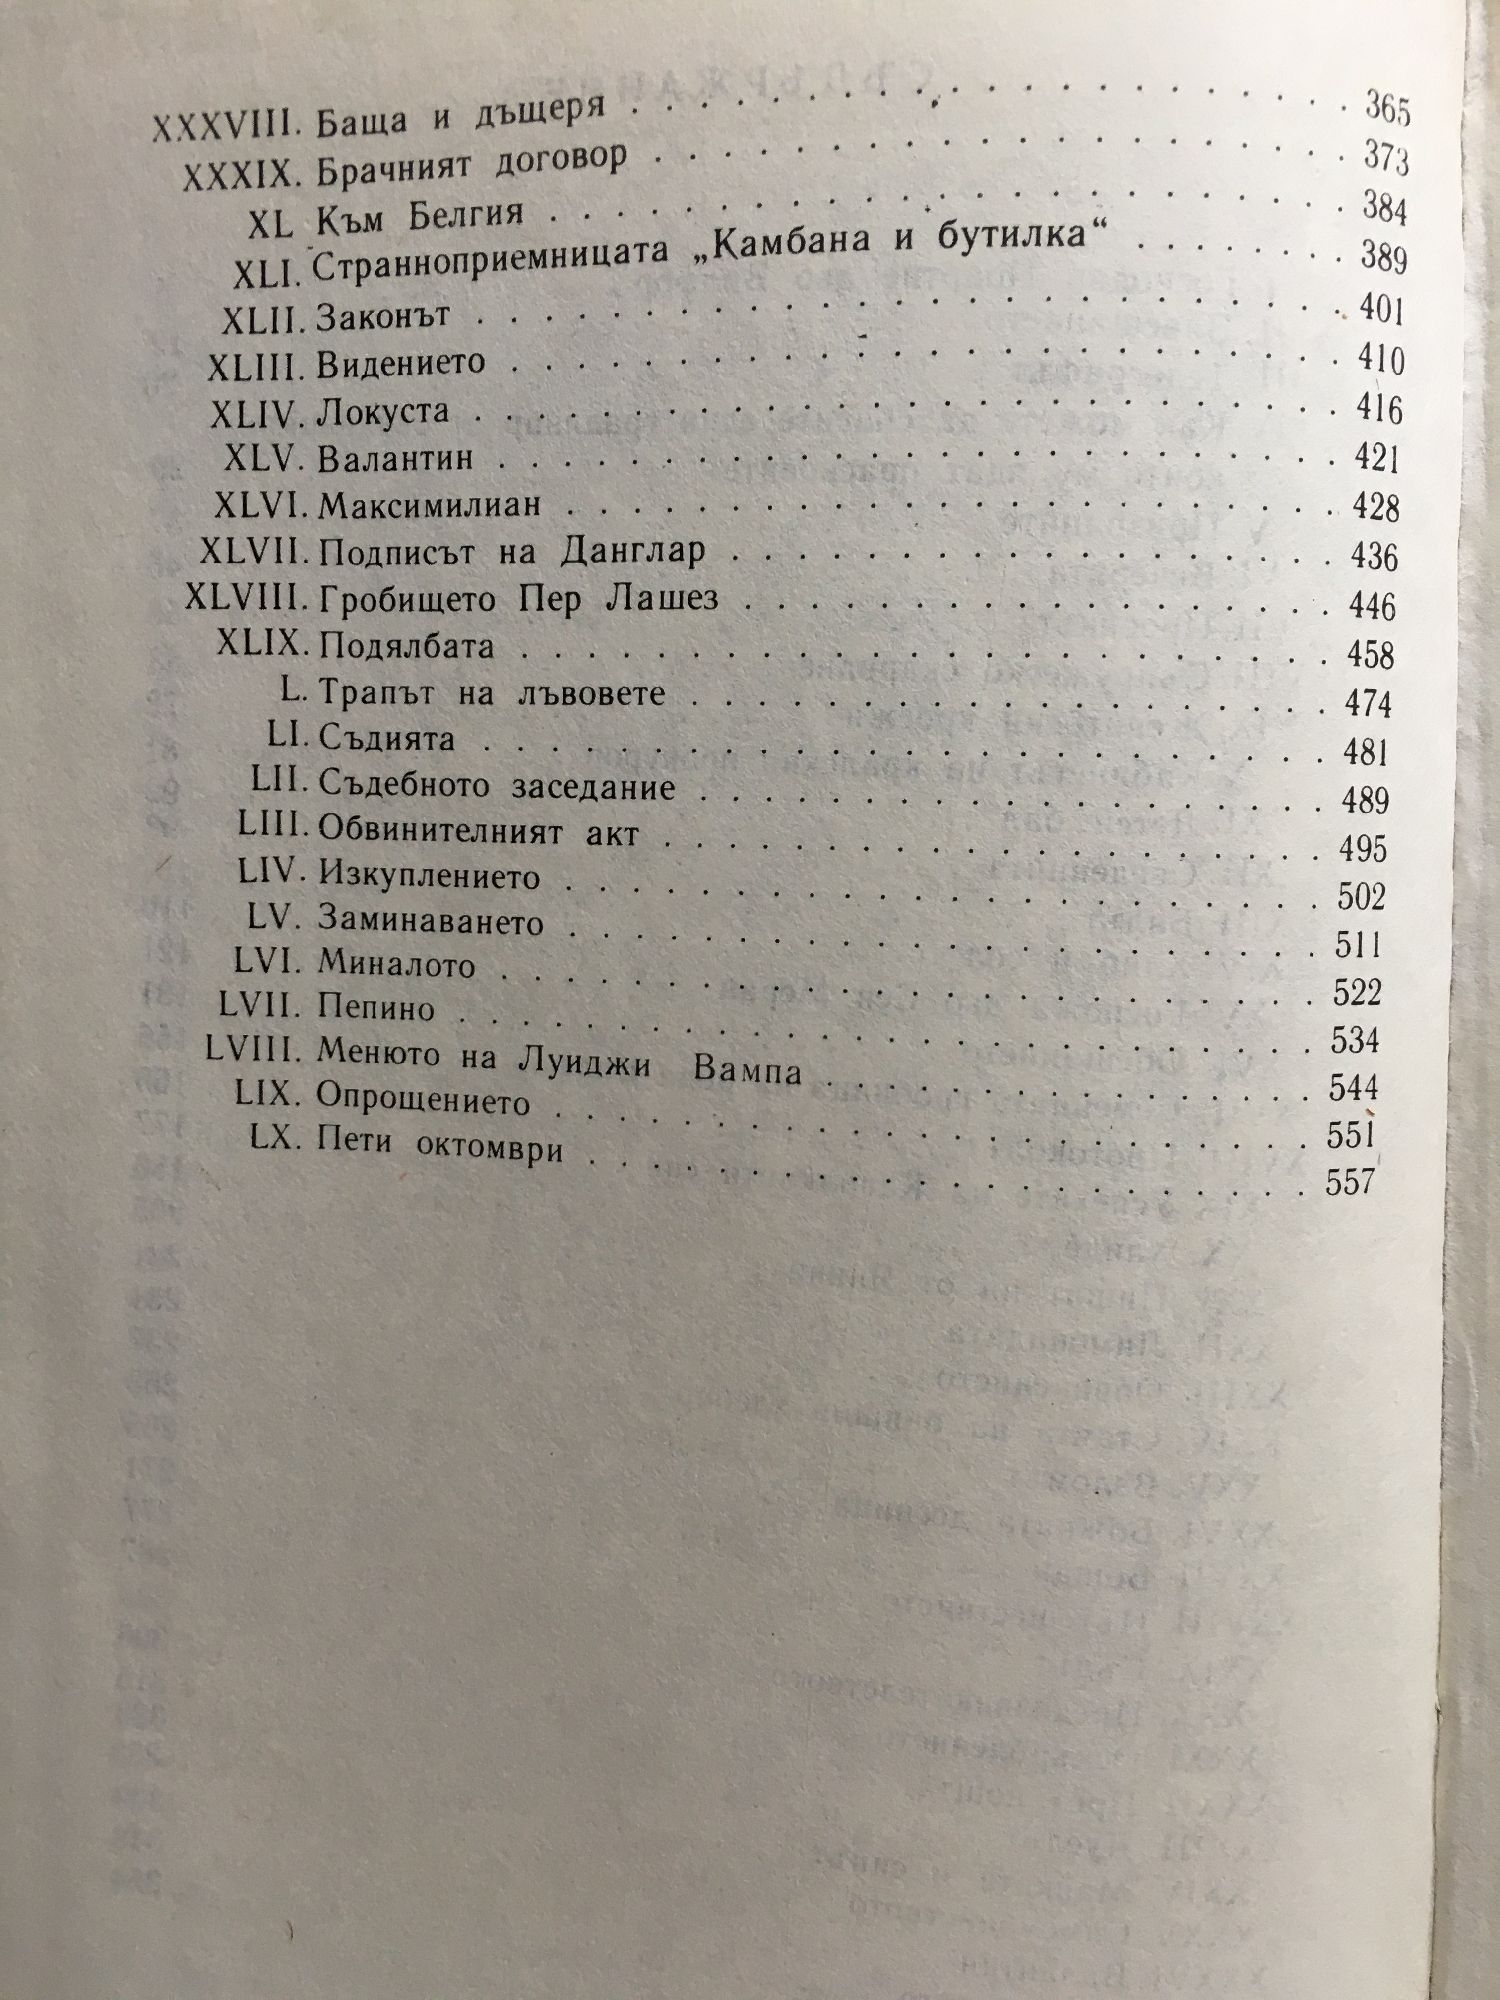 XXXVIII. Баща и дъщеря . . . . . . . . . . . . . . . . . . 365
XXXIX. Брачният договор . . . . . . . . . . . . . . . . . . 373
XL Към Белгия . . . . . . . . . . . . . . . . . . . . 384
XLI. Странноприемницата „Камбана и бутилка“ . . . . . . . 389
XLII. Законът . . . . . . . . . . . . . . . . . . . . . . 401
XLIII. Видението . . . . . . . . . . . . . . . . . . . . . 410
XLIV. Локуста . . . . . . . . . . . . . . . . . . . . . . 416
XLV. Валантин . . . . . . . . . . . . . . . . . . . . . . 421
XLVI. Максимилиан . . . . . . . . . . . . . . . . . . . . 428
XLVII. Подписът на Данглар . . . . . . . . . . . . . . . . 436
XLVIII. Гробището Пер Лашез . . . . . . . . . . . . . . . 446
XLIX. Подялбата . . . . . . . . . . . . . . . . . . . . . 458
L. Трапът на лъвовете . . . . . . . . . . . . . . . . . 474
LI. Съдията . . . . . . . . . . . . . . . . . . . . . . 481
LII. Съдебното заседание . . . . . . . . . . . . . . . . . 489
LIII. Обвинителният акт . . . . . . . . . . . . . . . . . 495
LIV. Изкуплението . . . . . . . . . . . . . . . . . . . . 502
LV. Заминаването . . . . . . . . . . . . . . . . . . . 511
LVI. Миналото . . . . . . . . . . . . . . . . . . . . . 522
LVII. Пепино . . . . . . . . . . . . . . . . . . . . . . 534
LVIII. Менюто на Луиджи Вампа . . . . . . . . . . . . . 544
LIX. Опрощението . . . . . . . . . . . . . . . . . . . . 551
LX. Пети октомври . . . . . . . . . . . . . . . . . . . 557